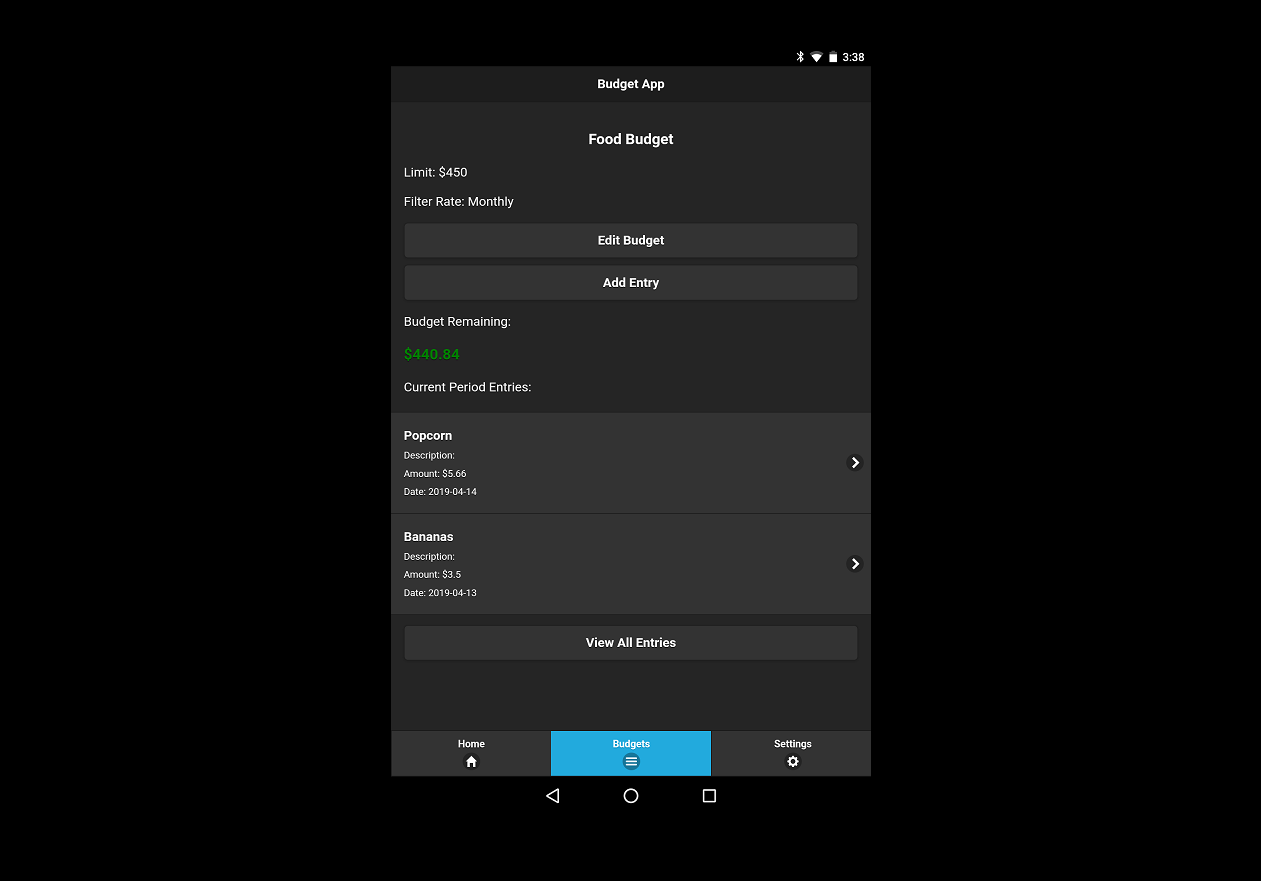 3:38
Budget App
Food Budget
Limit: $450
Filter Rate: Monthly
Edit Budget
Add Entry
Budget Remaining:
$440.84
Current Period Entries:
Popcorn
Description:
Amount: $5.66
Date: 2019-04-14
Bananas
Description:
Amount: $3.5
Date: 2019-04-13
View All Entries
Home Budgets Settings